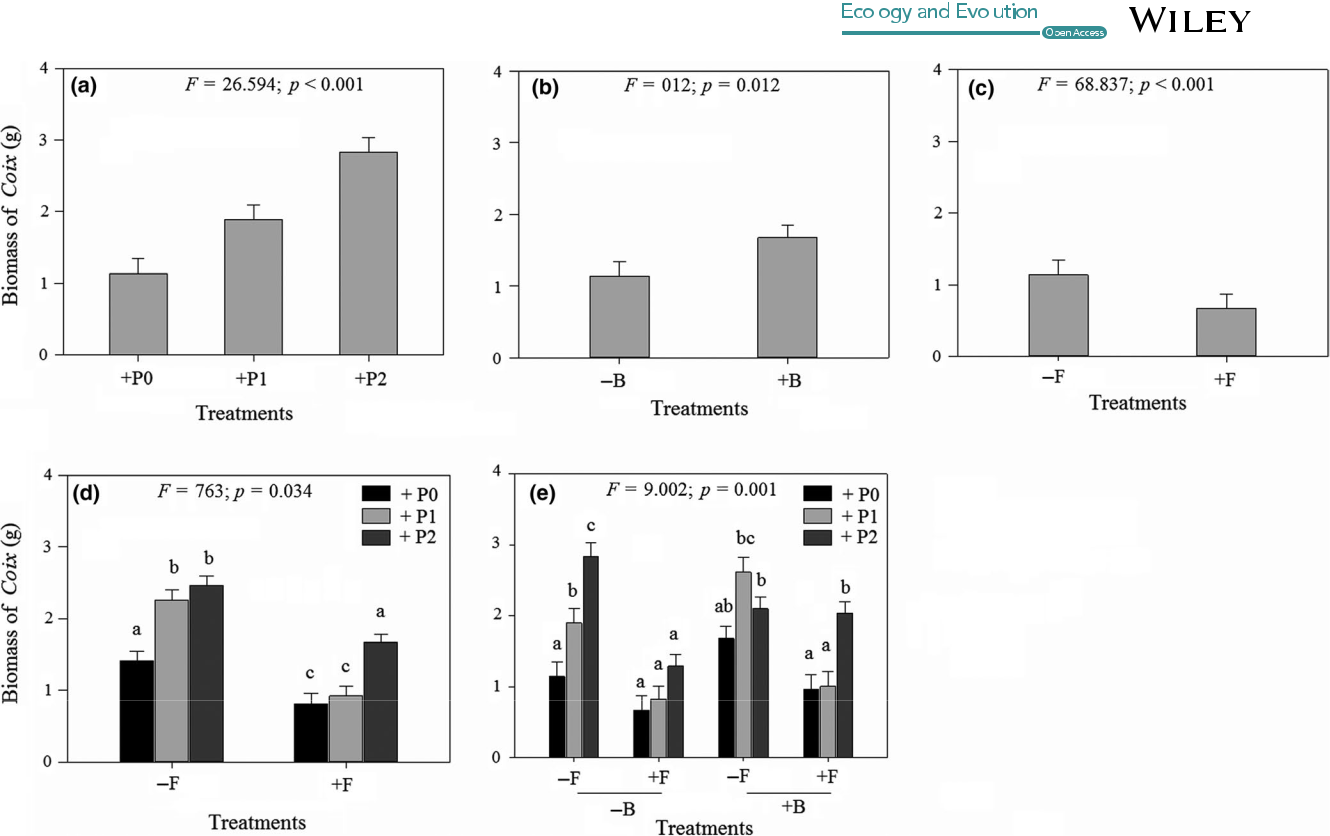 Eco ogy and Evo ution
Open Access
WILEY
(a)
F = 26.594; p < 0.001
Biomass of Coix (g)
4
3
2
1
0
+P0 +P1 +P2
Treatments
(b)
F = 012; p = 0.012
4
3
2
1
0
–B +B
Treatments
(c)
F = 68.837; p < 0.001
4
3
2
1
0
–F +F
Treatments
(d)
F = 763; p = 0.034
+ P0
+ P1
+ P2
Biomass of Coix (g)
4
3
2
1
0
a b b c c a
–F +F
Treatments
(e)
F = 9.002; p = 0.001
+ P0
+ P1
+ P2
4
3
2
1
0
a b c a a a ab bc b a a b
–F +F –F +F
–B +B
Treatments